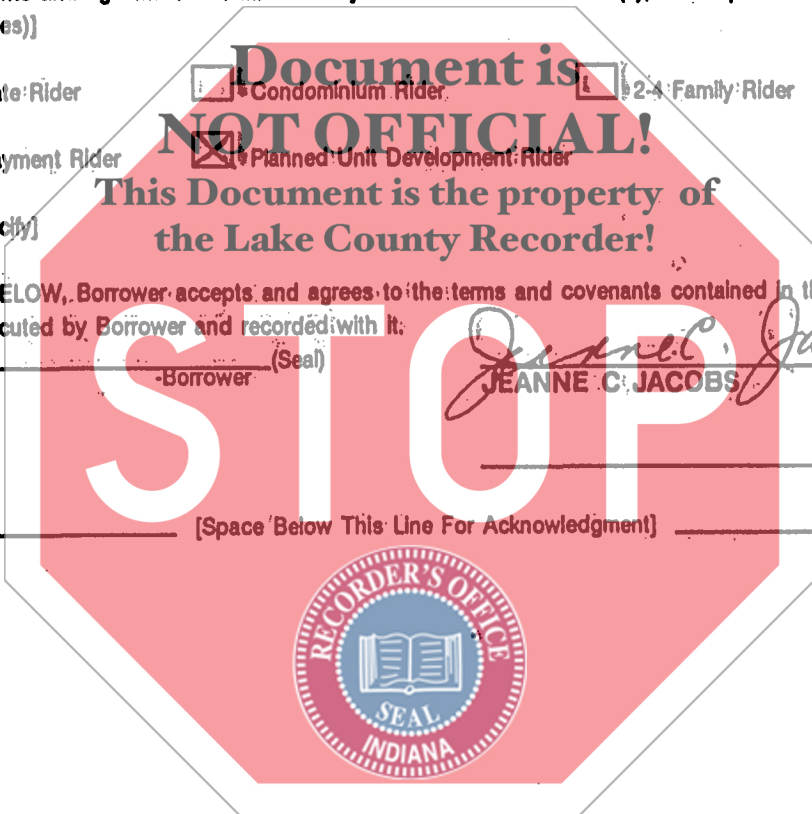 es)]
Document is
te Rider
Condominium Rider
2-4 Family Rider
NOT OFFICIAL!
yment Rider
Planned Unit Development Rider
This Document is the property of
the Lake County Recorder!
cify]
ELOW, Borrower accepts and agrees to the terms and covenants contained in th
cuted by Borrower and recorded with it.
(Seal)
-Borrower
JEANNE C JACOBS
STOP
[Space Below This Line For Acknowledgment]
RECORDER'S OFFICE
SEAL
INDIANA